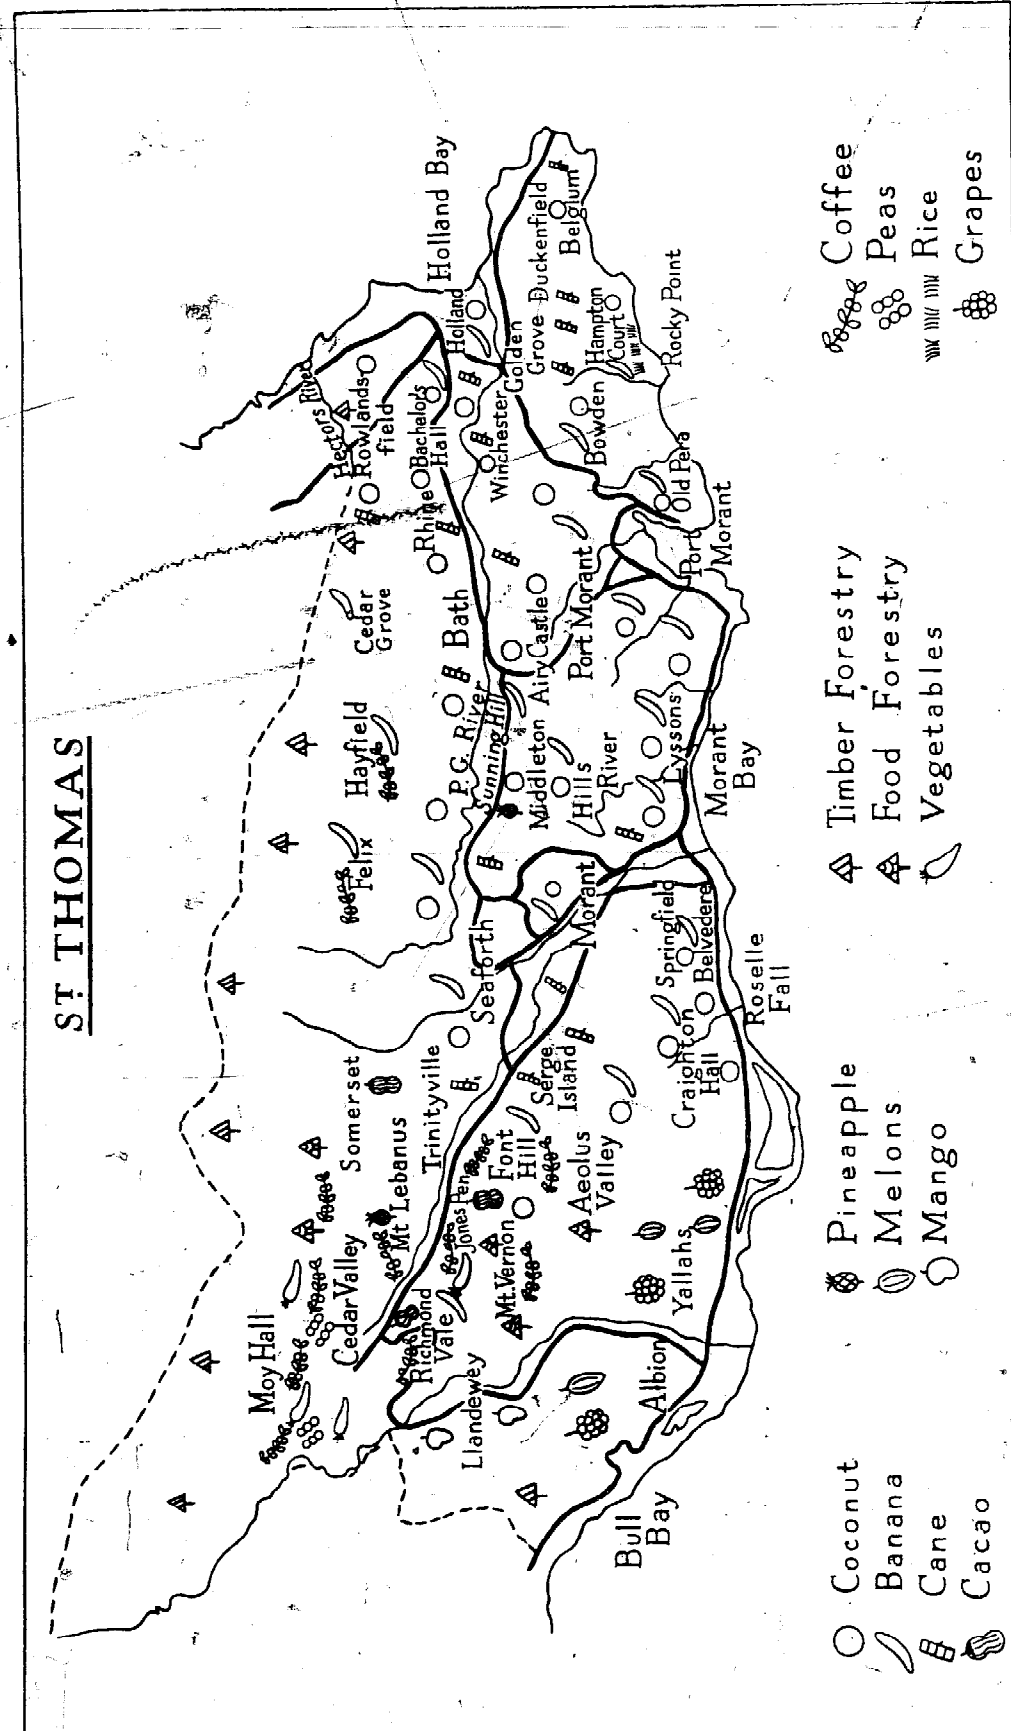 ST. THOMAS
Hectors River
Rowlands
field
Holland Bay
Holland
Bachelors
Hall
Rhine
Golden
Grove
Duckenfield
Belgium
Hampton
Court
Rocky Point
Winchester
Bowden
Old Pera
Port
Morant
Cedar
Grove
Bath
Airy Castle
Port Morant
Hayfield
P.G. River
Sunning Hill
Middleton
Hills
River
Lyssons
Morant
Bay
Felix
Seaforth
Morant
Springfield
Belvedere
Roselle
Fall
Craighton
Hall
Somerset
Trinityville
Serge
Island
Mt Lebanus
Font
Hill
Aeolus
Valley
Jones Pen
Mt. Vernon
Yallahs
Moy Hall
Cedar Valley
Richmond
Vale
Llandewey
Albion
Bull
Bay
Coconut
Banana
Cane
Cacao
Pineapple
Melons
Mango
Timber Forestry
Food Forestry
Vegetables
Coffee
Peas
Rice
Grapes